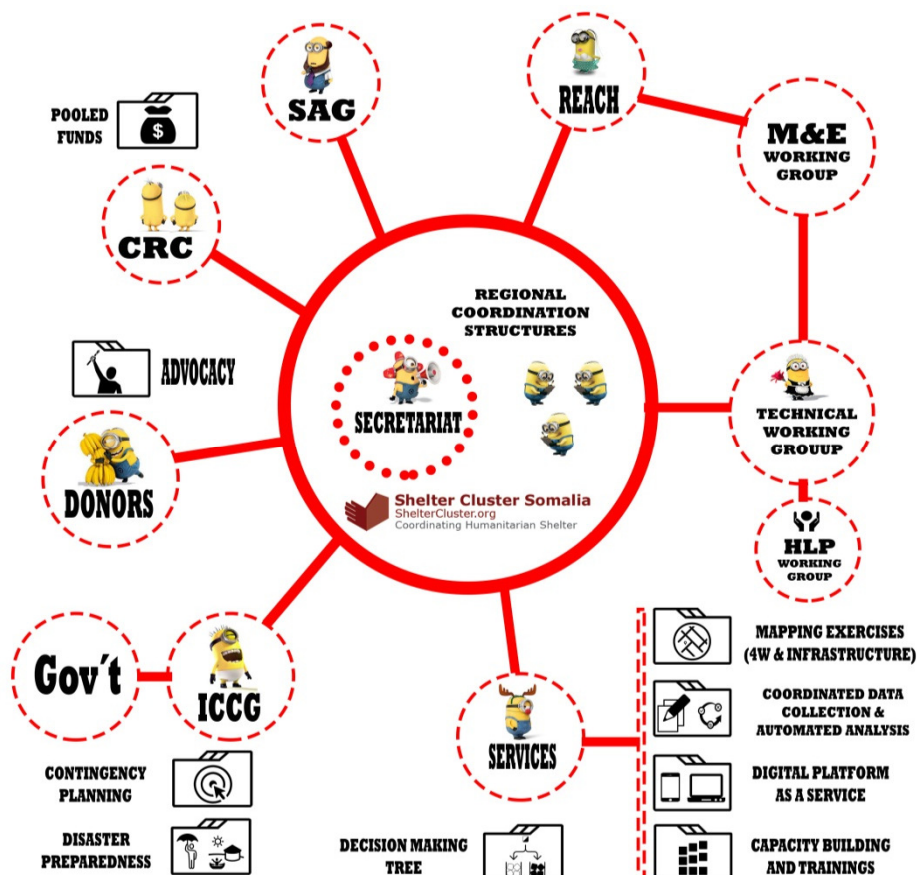 SAG
REACH
POOLED
FUNDS
$
M&E
WORKING
GROUP
CRC
REGIONAL
COORDINATION
STRUCTURES
ADVOCACY
SECRETARIAT
TECHNICAL
WORKING
GROUUP
DONORS
Shelter Cluster Somalia
ShelterCluster.org
Coordinating Humanitarian Shelter
HLP
WORKING
GROUP
Gov´t
ICCG
SERVICES
MAPPING EXERCISES
(4W & INFRASTRUCTURE)
COORDINATED DATA
COLLECTION &
AUTOMATED ANALYSIS
CONTINGENCY
PLANNING
DIGITAL PLATFORM
AS A SERVICE
DISASTER
PREPAREDNESS
DECISION MAKING
TREE
CAPACITY BUILDING
AND TRAININGS